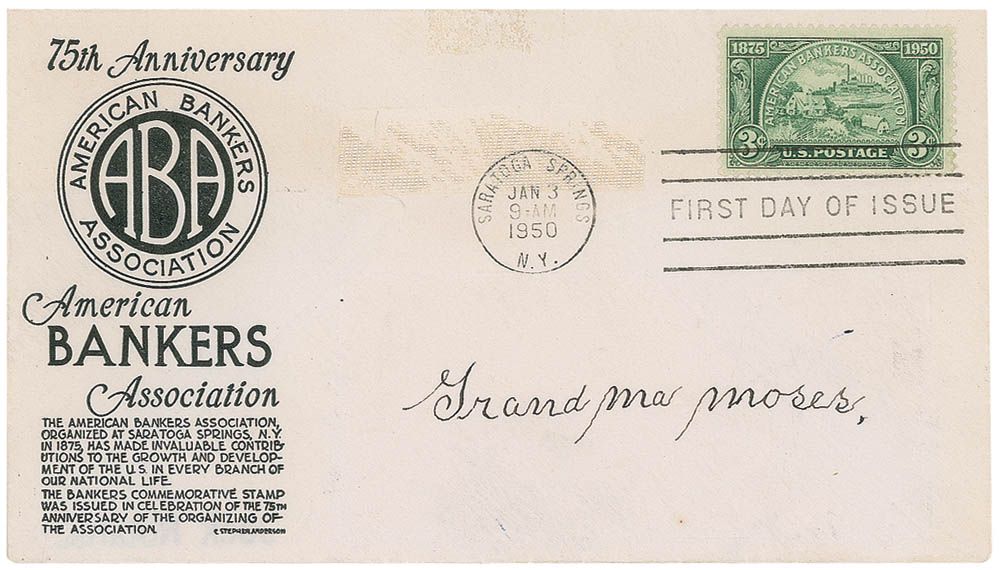 75th Anniversary
AMERICAN BANKERS
ASSOCIATION
ABA
American
BANKERS
Association
THE AMERICAN BANKERS ASSOCIATION,
ORGANIZED AT SARATOGA SPRINGS, N.Y.
IN 1875, HAS MADE INVALUABLE CONTRIB-
UTIONS TO THE GROWTH AND DEVELOP-
MENT OF THE U.S. IN EVERY BRANCH OF
OUR NATIONAL LIFE.
THE BANKERS COMMEMORATIVE STAMP
WAS ISSUED IN CELEBRATION OF THE 75TH
ANNIVERSARY OF THE ORGANIZING OF
THE ASSOCIATION.
C. STEPHEN ANDERSON
1875 1950
AMERICAN BANKERS ASSOCIATION
3¢ U.S. POSTAGE 3¢
SARATOGA SPRINGS
JAN 3
9-AM
1950
N.Y.
FIRST DAY OF ISSUE
Grandma moses.